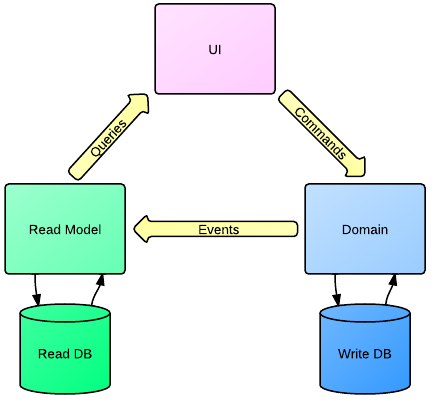 UI
Queries
Commands
Read Model
Events
Domain
Read DB
Write DB